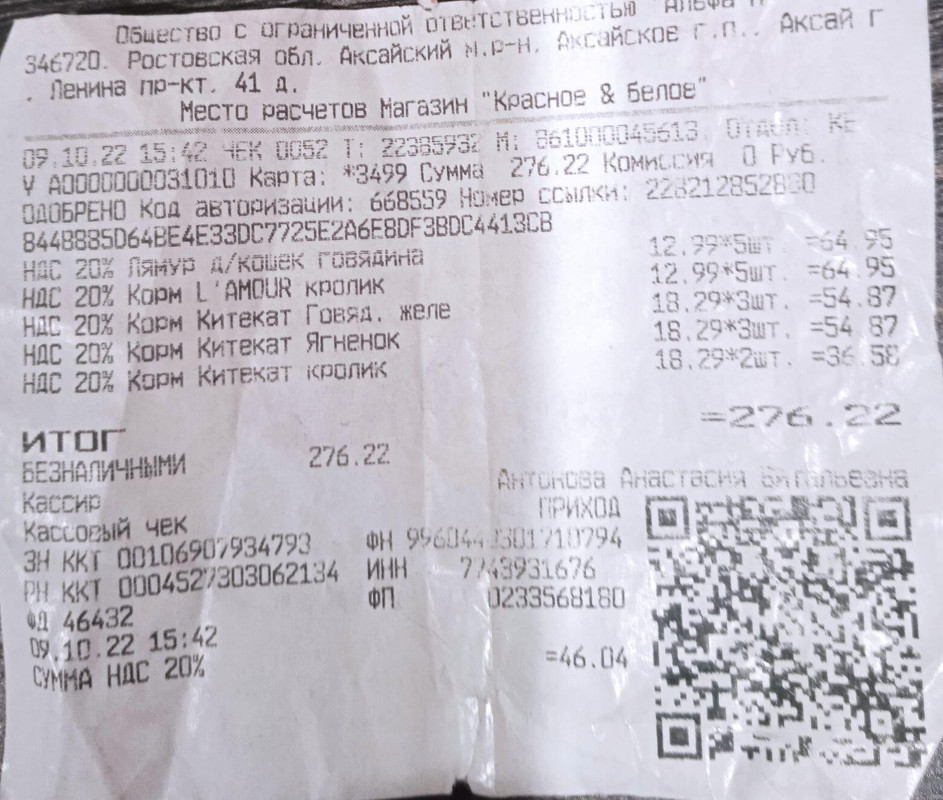 Общество с ограниченной ответственностью
346720, Ростовская обл, Аксайский м.р-н, Аксайское г.п., Аксай г
, Ленина пр-кт, 41 д.
Место расчетов Магазин "Красное & Белое"
09.10.22 15:42 ЧЕК 0052 Т: 22385932 М: 861000045613, Отдел: КЕ
У А0000000031010 Карта: *3499 Сумма 276.22 Комиссия 0 Руб.
ОДОБРЕНО Код авторизации: 668559 Номер ссылки:
НДС 20% Лямур д/кошек говядина 12.99*5шт. =64.95
НДС 20% Корм L'AMOUR кролик 12.99*5шт. =64.95
НДС 20% Корм Китекат Говяд. желе 18.29*3шт. =54.87
НДС 20% Корм Китекат Ягненок 18.29*3шт. =54.87
НДС 20% Корм Китекат кролик 18.29*2шт. =36.58
ИТОГ =276.22
БЕЗНАЛИЧНЫМИ 276.22
Кассир Антонова Анастасия Витальевна
Кассовый чек ПРИХОД
ЗН ККТ 00106907934793 ФН
РН ККТ 0004527303062134 ИНН 7743931676
ФД 46432 ФП 0233568180
09.10.22 15:42
СУММА НДС 20% =46.04